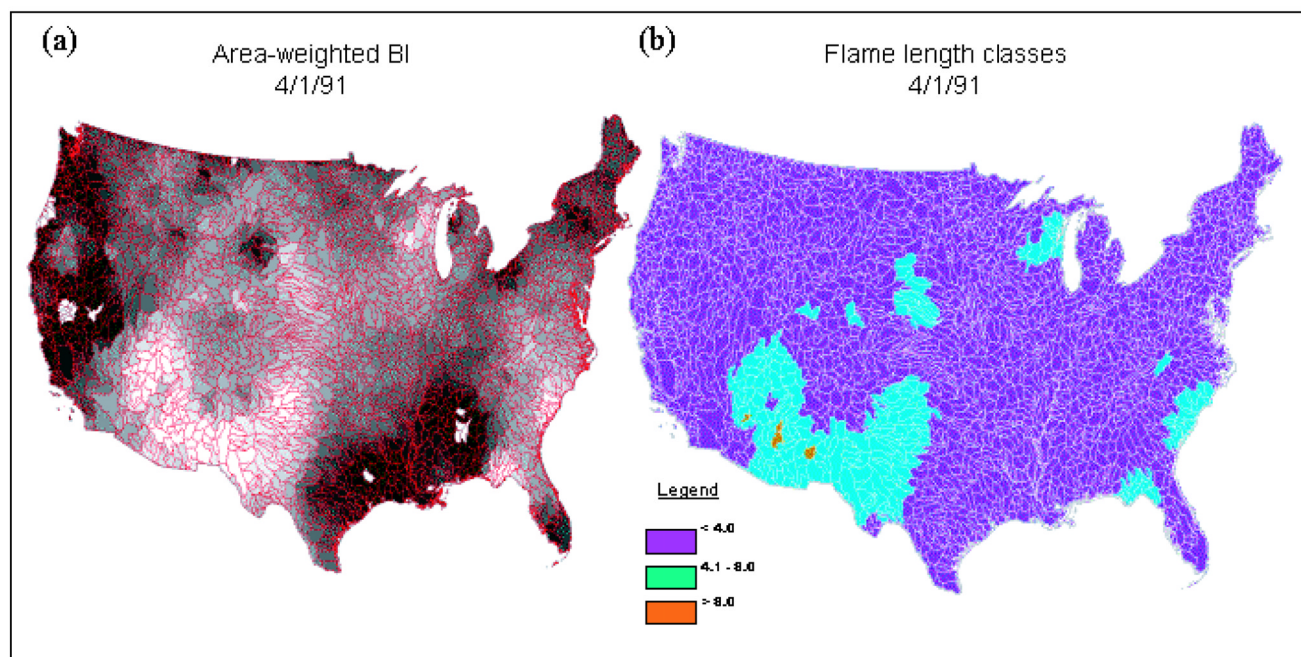 (a)
Area-weighted BI
4/1/91
(b)
Flame length classes
4/1/91
Legend
< 4.0
4.1 - 8.0
> 8.0